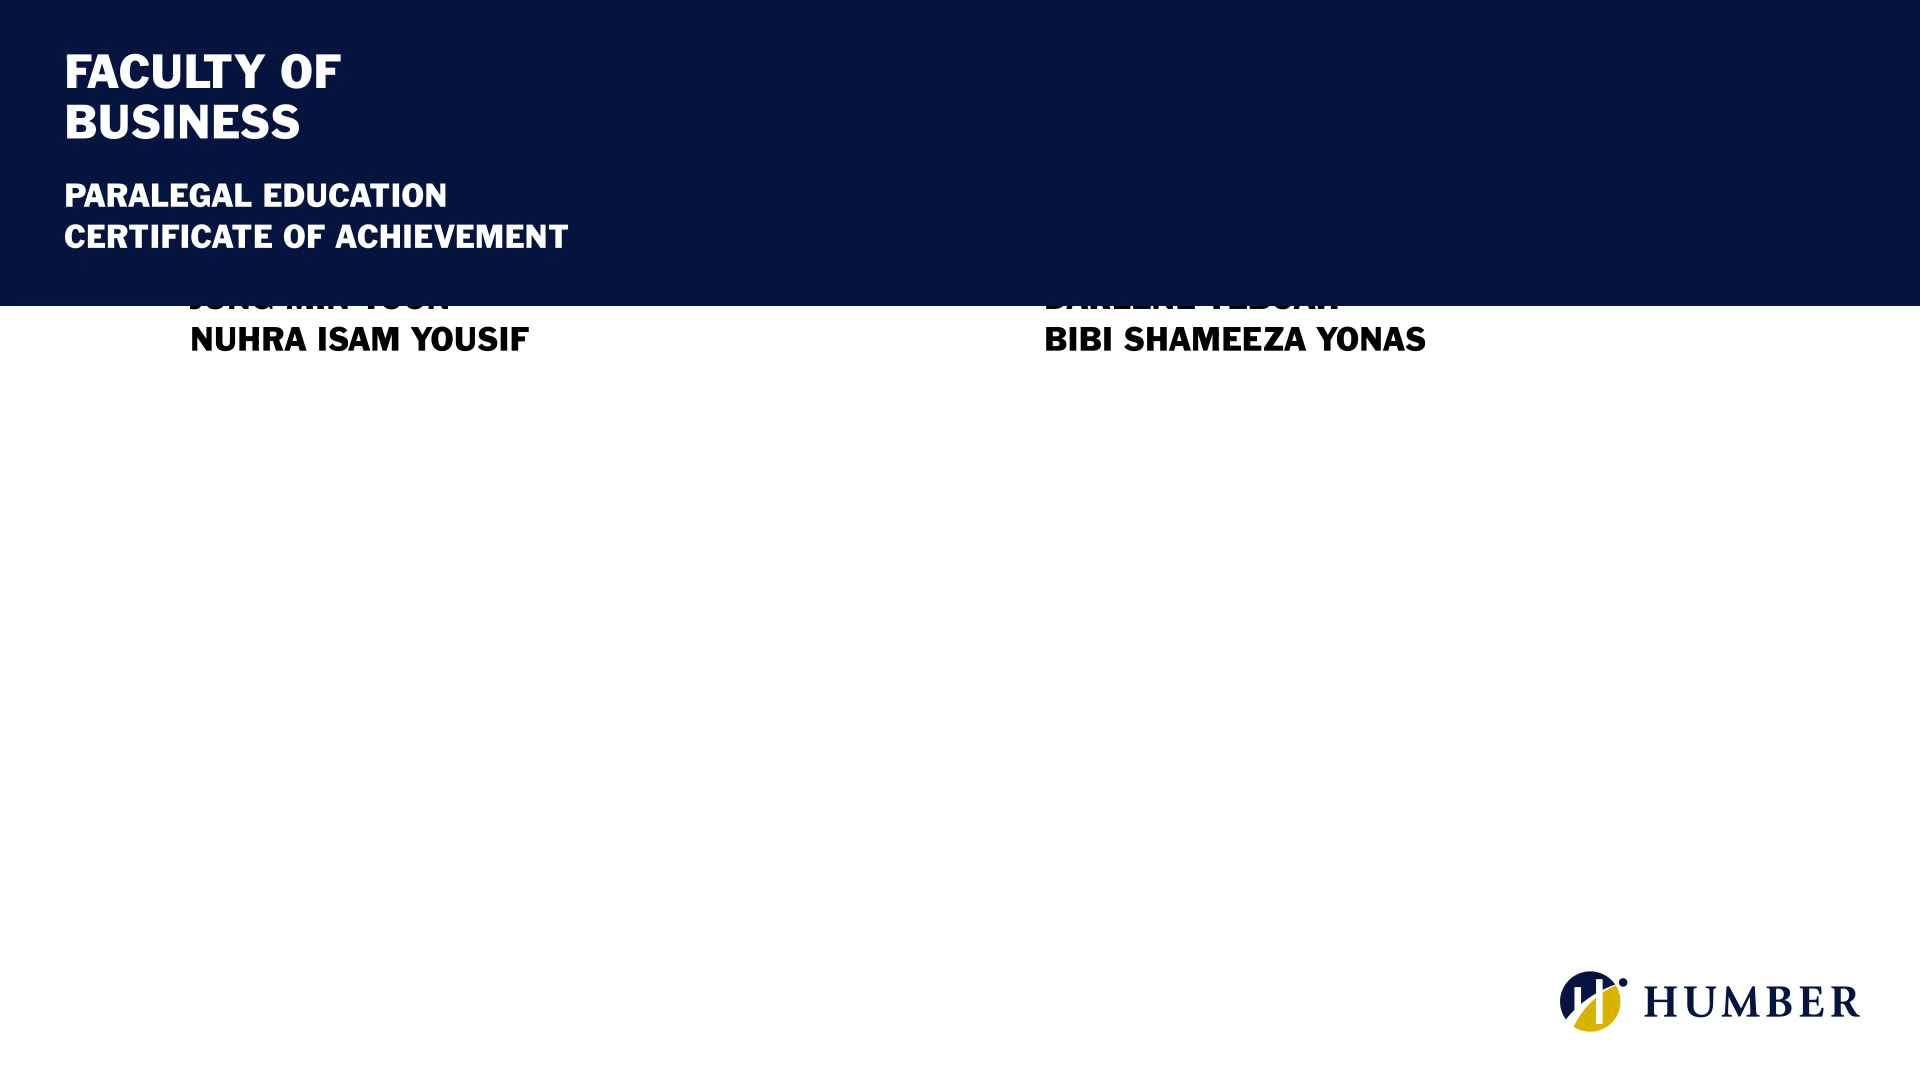 FACULTY OF
BUSINESS
PARALEGAL EDUCATION
CERTIFICATE OF ACHIEVEMENT
NUHRA ISAM YOUSIF
BIBI SHAMEEZA YONAS
HUMBER